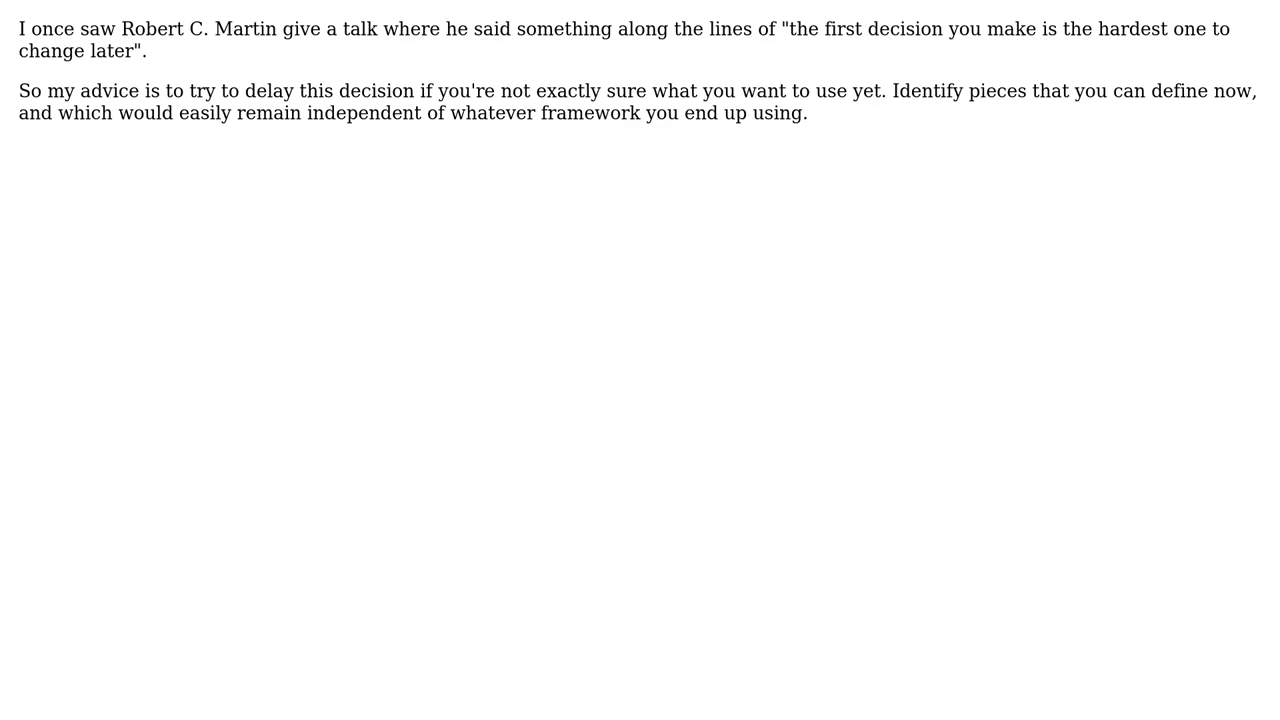 I once saw Robert C. Martin give a talk where he said something along the lines of "the first decision you make is the hardest one to
change later".
So my advice is to try to delay this decision if you're not exactly sure what you want to use yet. Identify pieces that you can define now,
and which would easily remain independent of whatever framework you end up using.